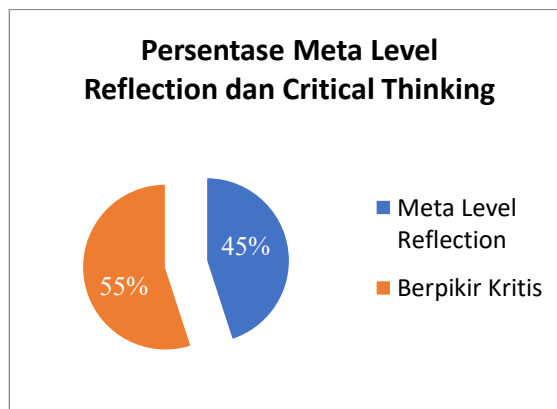 Persentase Meta Level
Reflection dan Critical Thinking
45%
55%
Meta Level
Reflection
Berpikir Kritis